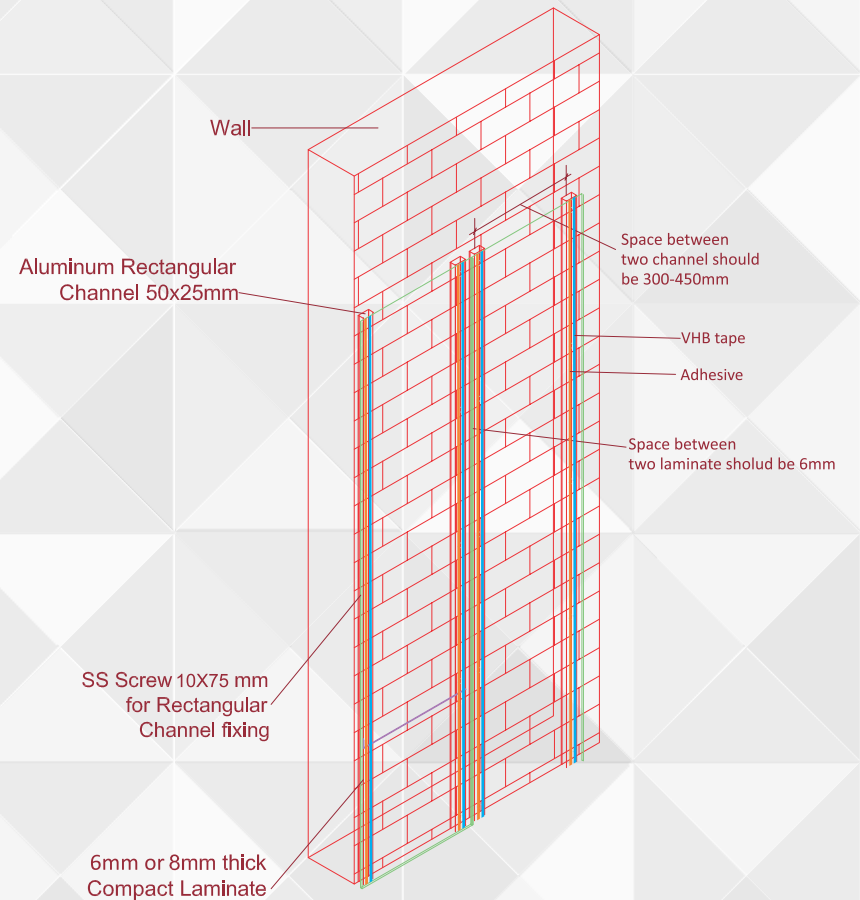 Wall
Aluminum Rectangular
Channel 50x25mm
Space between
two channel should
be 300-450mm
VHB tape
Adhesive
Space between
two laminate sholud be 6mm
SS Screw 10X75 mm
for Rectangular
Channel fixing
6mm or 8mm thick
Compact Laminate